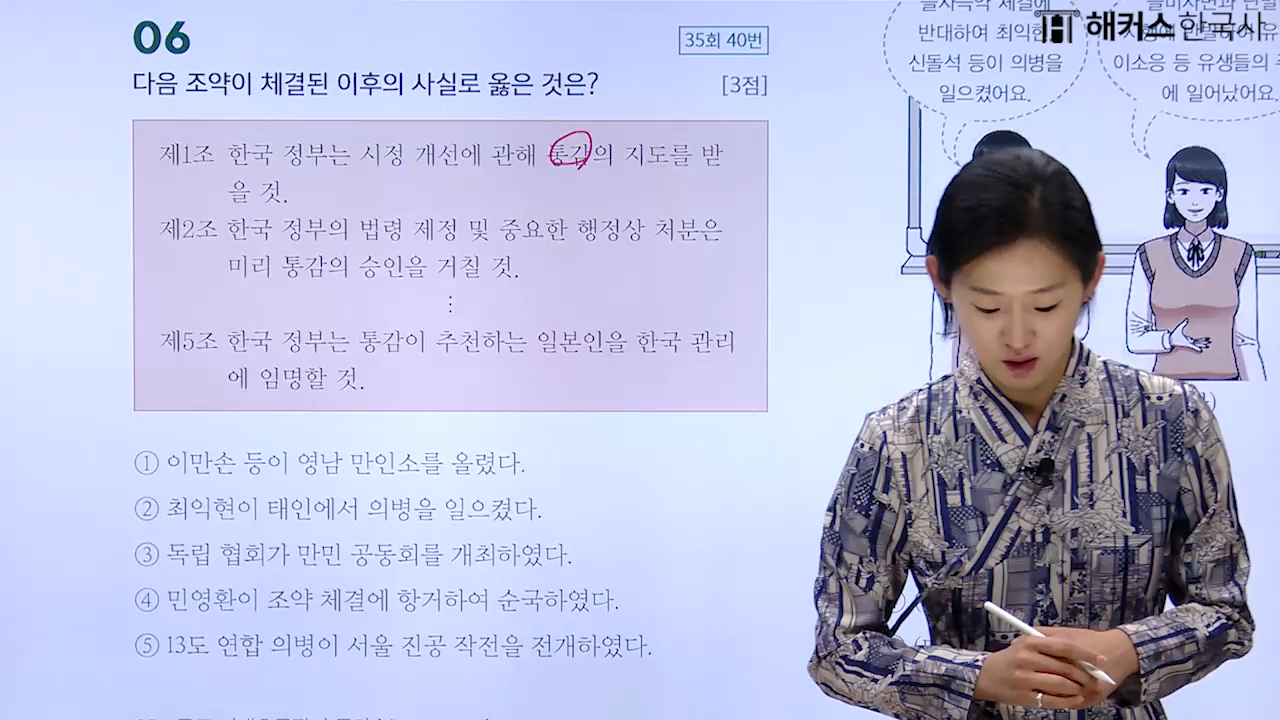 06
35회 40번
다음 조약이 체결된 이후의 사실로 옳은 것은?
[3점]
제1조 한국 정부는 시정 개선에 관해 통감의 지도를 받
을 것.
제2조 한국 정부의 법령 제정 및 중요한 행정상 처분은
미리 통감의 승인을 거칠 것.
⋮
제5조 한국 정부는 통감이 추천하는 일본인을 한국 관리
에 임명할 것.
① 이만손 등이 영남 만인소를 올렸다.
② 최익현이 태인에서 의병을 일으켰다.
③ 독립 협회가 만민 공동회를 개최하였다.
④ 민영환이 조약 체결에 항거하여 순국하였다.
⑤ 13도 연합 의병이 서울 진공 작전을 전개하였다.
해커스한국사
체결에
반대하여 최익현
신돌석 등이 의병을
일으켰어요.
이소응 등 유생들의
에 일어났어요.